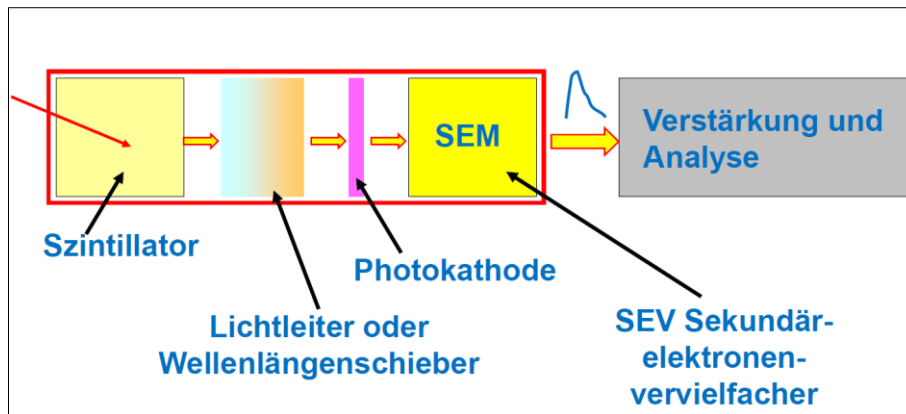 SEM
Verstärkung und
Analyse
Szintillator
Photokathode
Lichtleiter oder
Wellenlängenschieber
SEV Sekundär-
elektronen-
vervielfacher